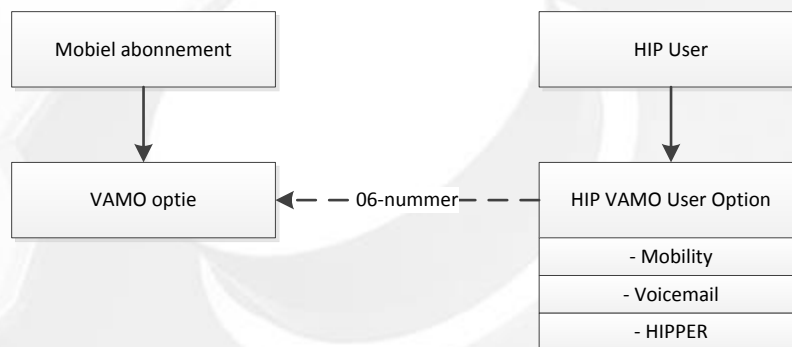 Mobiel abonnement
HIP User
VAMO optie
06-nummer
HIP VAMO User Option
- Mobility
- Voicemail
- HIPPER